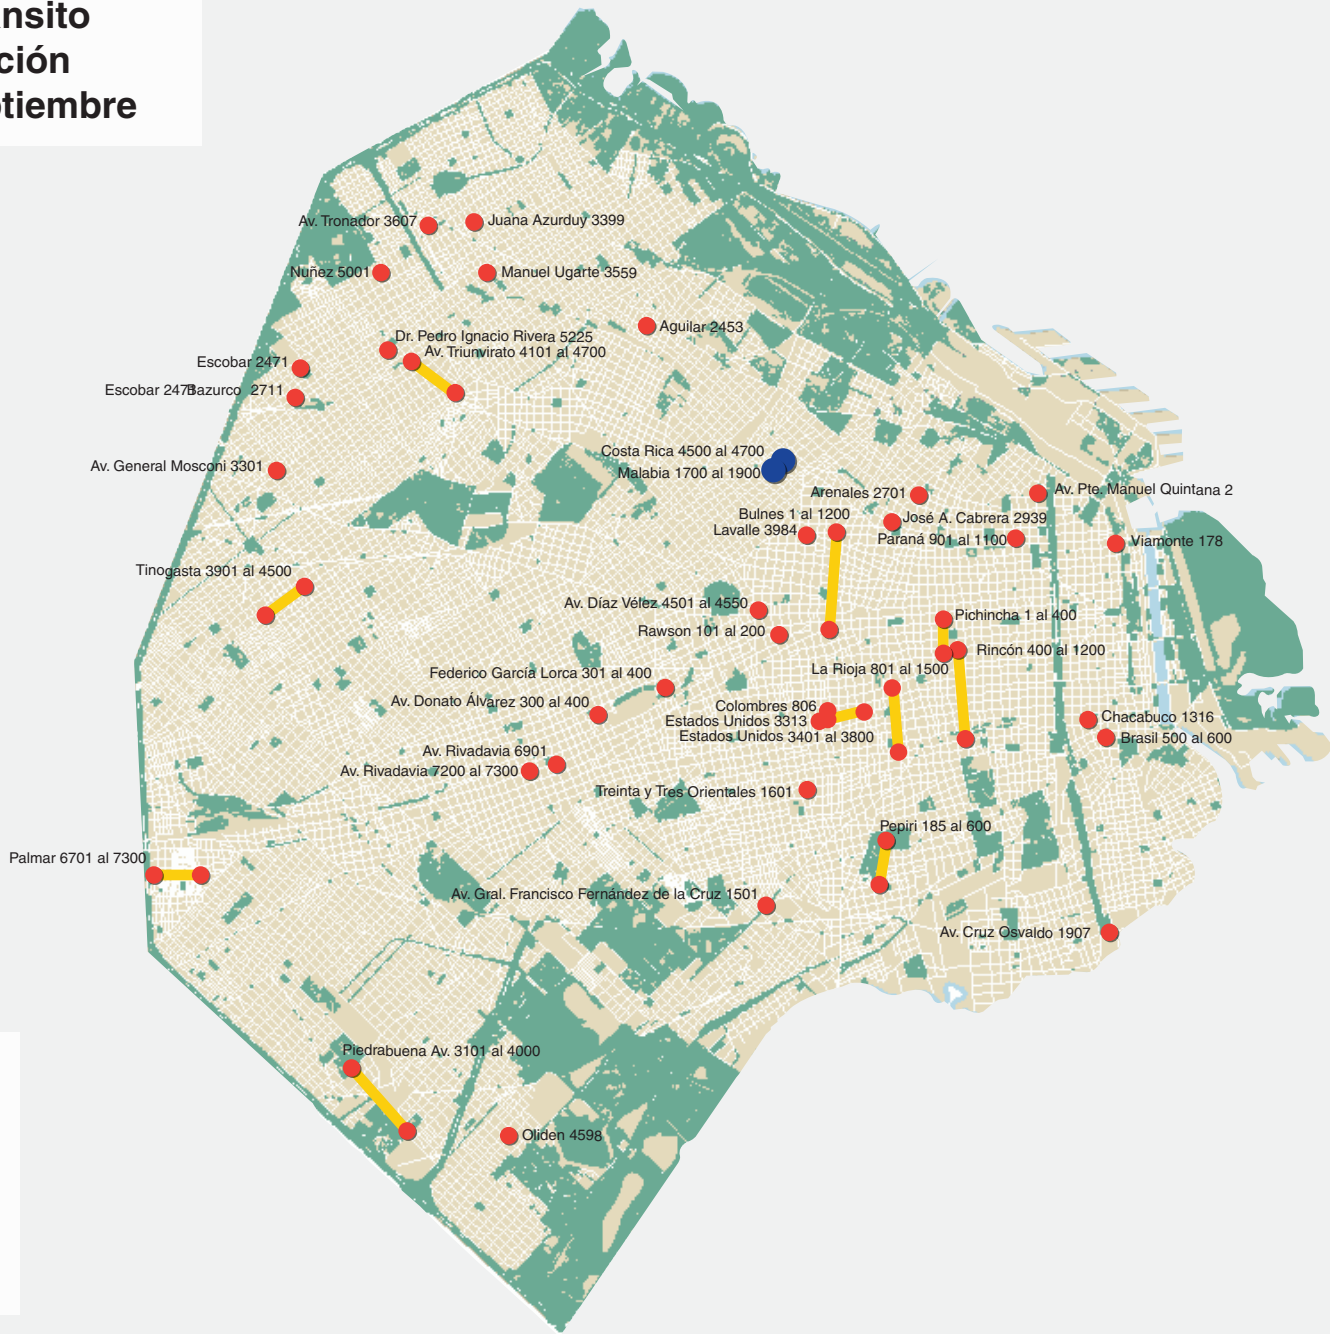 ánsito
ción
ptiembre
Av. Tronador 3607
Juana Azurduy 3399
Nuñez 5001
Manuel Ugarte 3559
Aguilar 2453
Dr. Pedro Ignacio Rivera 5225
Av. Triunvirato 4101 al 4700
Escobar 2471
Escobar 2471
Bazurco 2711
Av. General Mosconi 3301
Costa Rica 4500 al 4700
Malabia 1700 al 1900
Arenales 2701
Av. Pte. Manuel Quintana 2
Bulnes 1 al 1200
José A. Cabrera 2939
Lavalle 3984
Paraná 901 al 1100
Viamonte 178
Tinogasta 3901 al 4500
Av. Díaz Vélez 4501 al 4550
Pichincha 1 al 400
Rawson 101 al 200
Rincón 400 al 1200
La Rioja 801 al 1500
Federico García Lorca 301 al 400
Av. Donato Álvarez 300 al 400
Colombres 806
Estados Unidos 3313
Chacabuco 1316
Estados Unidos 3401 al 3800
Brasil 500 al 600
Av. Rivadavia 6901
Av. Rivadavia 7200 al 7300
Treinta y Tres Orientales 1601
Pepiri 185 al 600
Palmar 6701 al 7300
Av. Gral. Francisco Fernández de la Cruz 1501
Av. Cruz Osvaldo 1907
Piedrabuena Av. 3101 al 4000
Oliden 4598